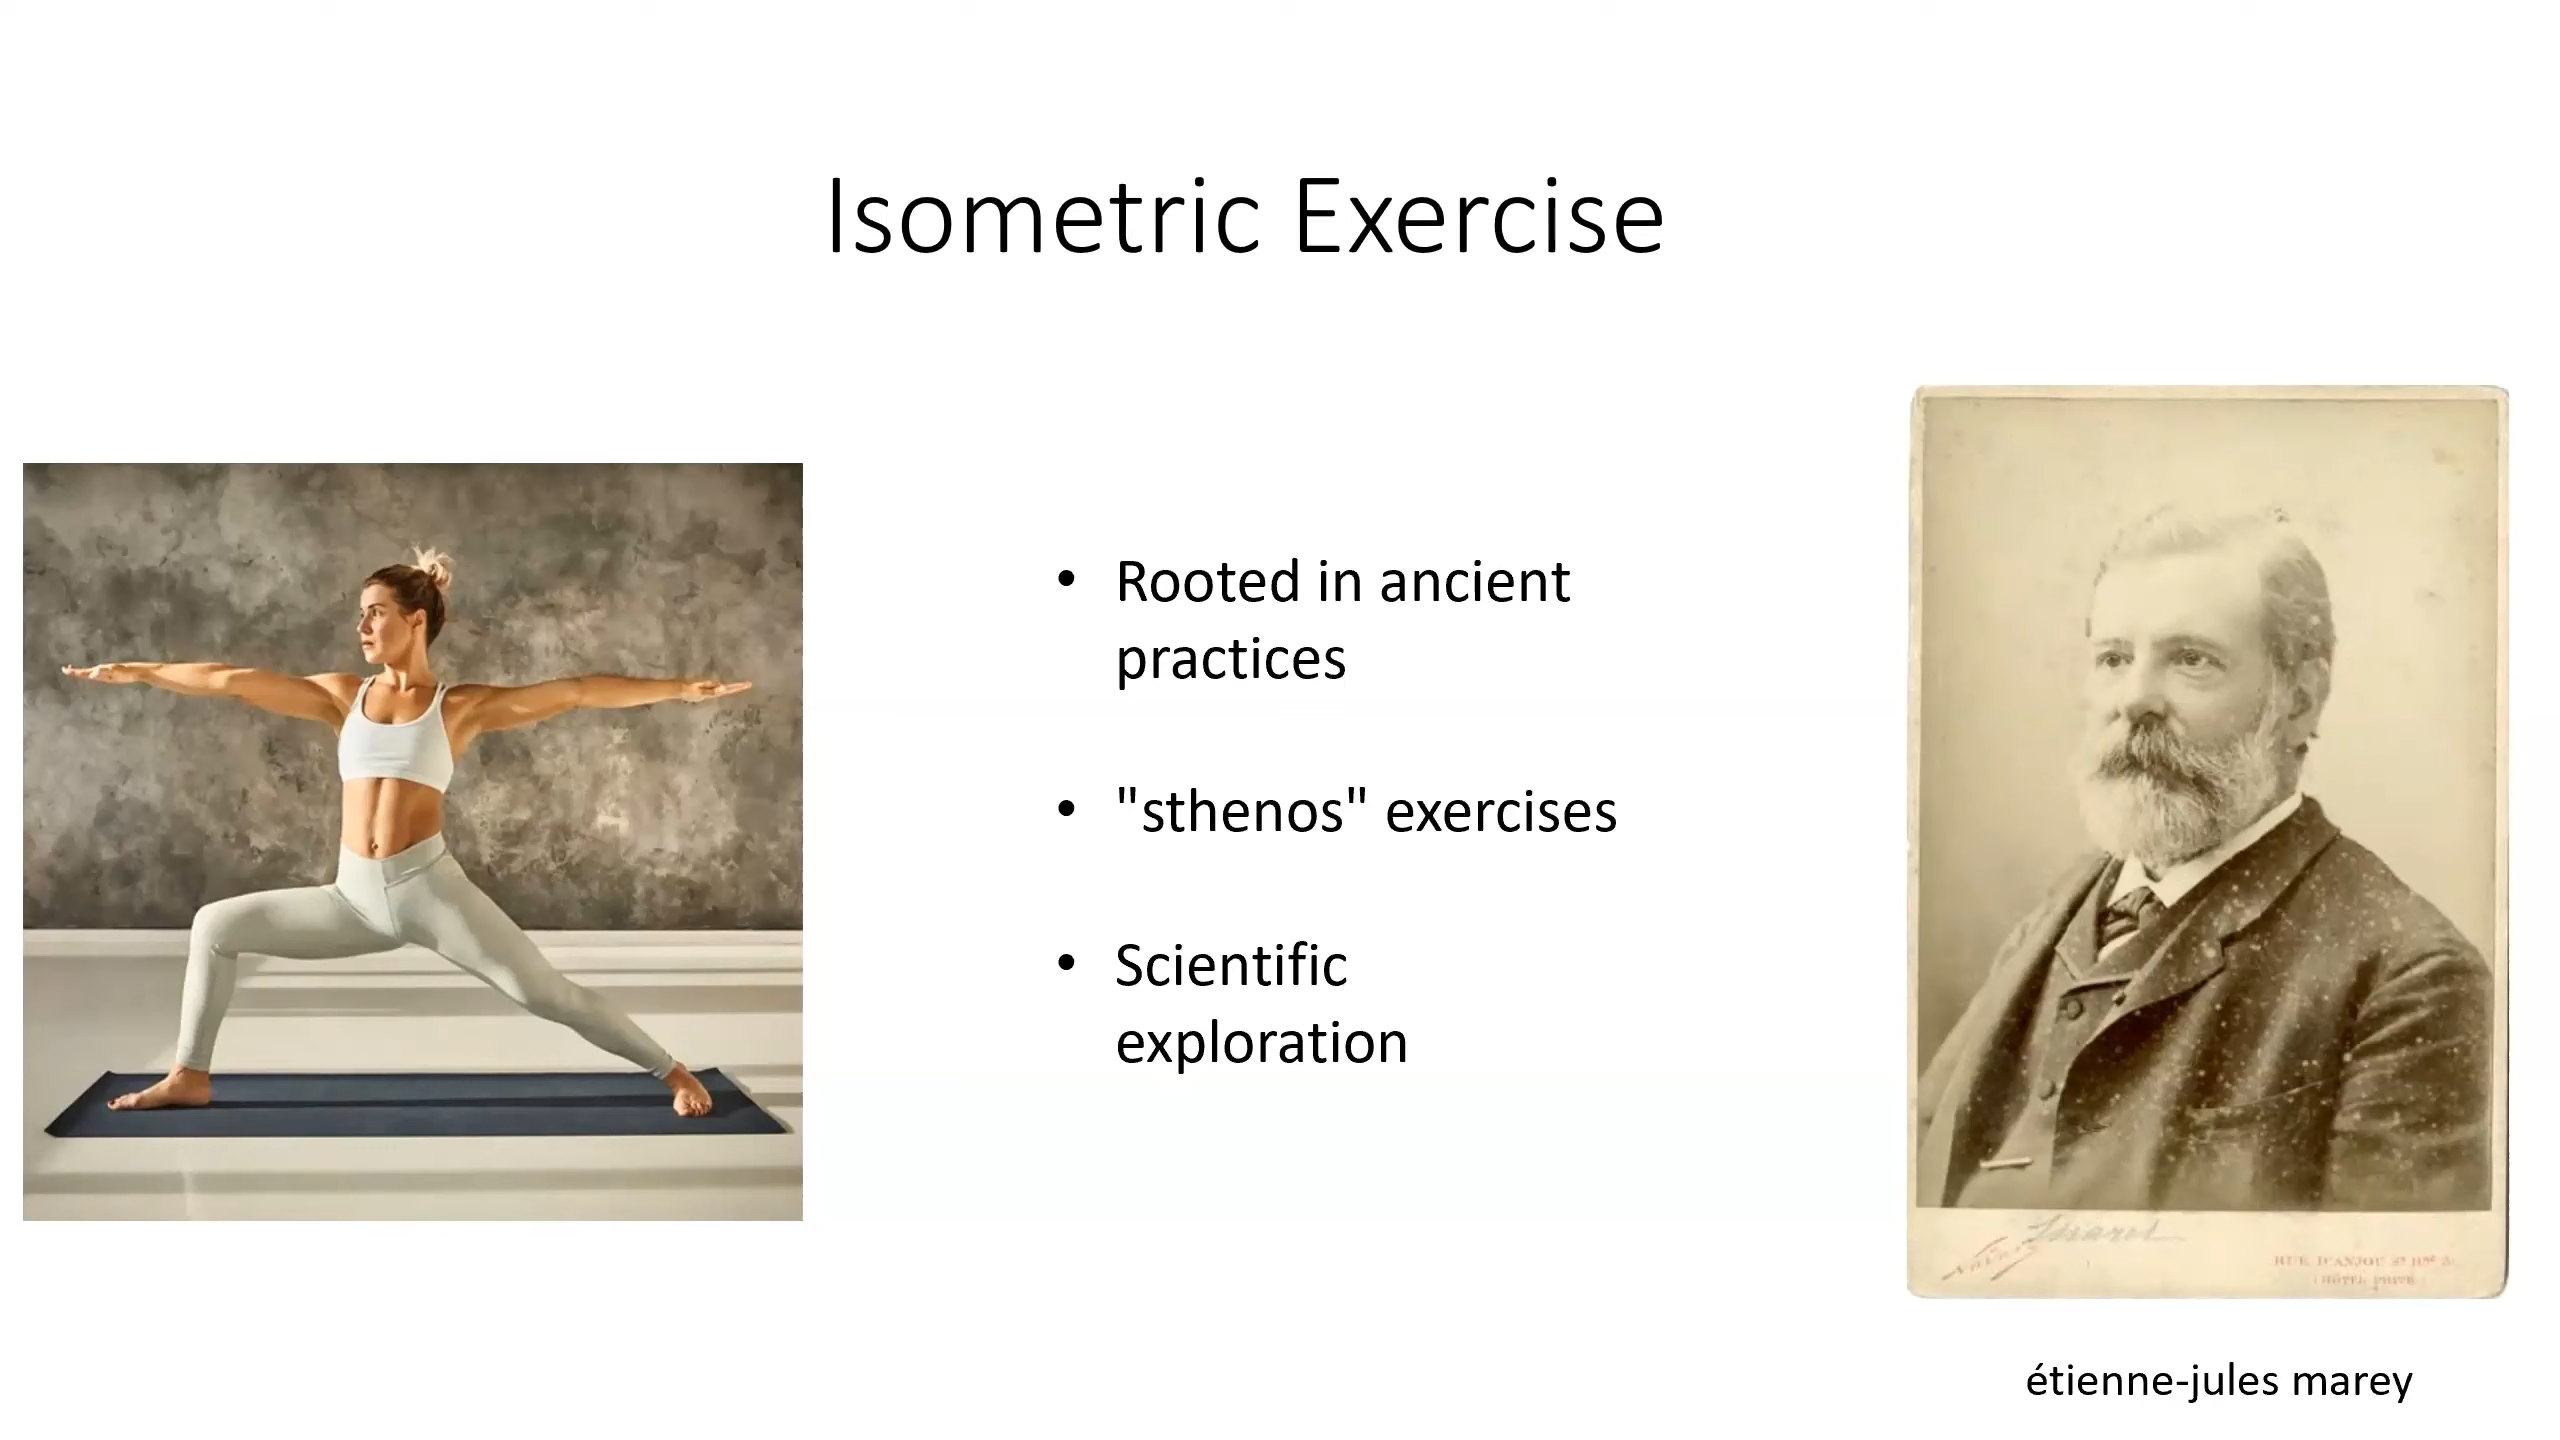 Isometric Exercise
• Rooted in ancient
practices
• "sthenos" exercises
• Scientific
exploration
étienne-jules marey